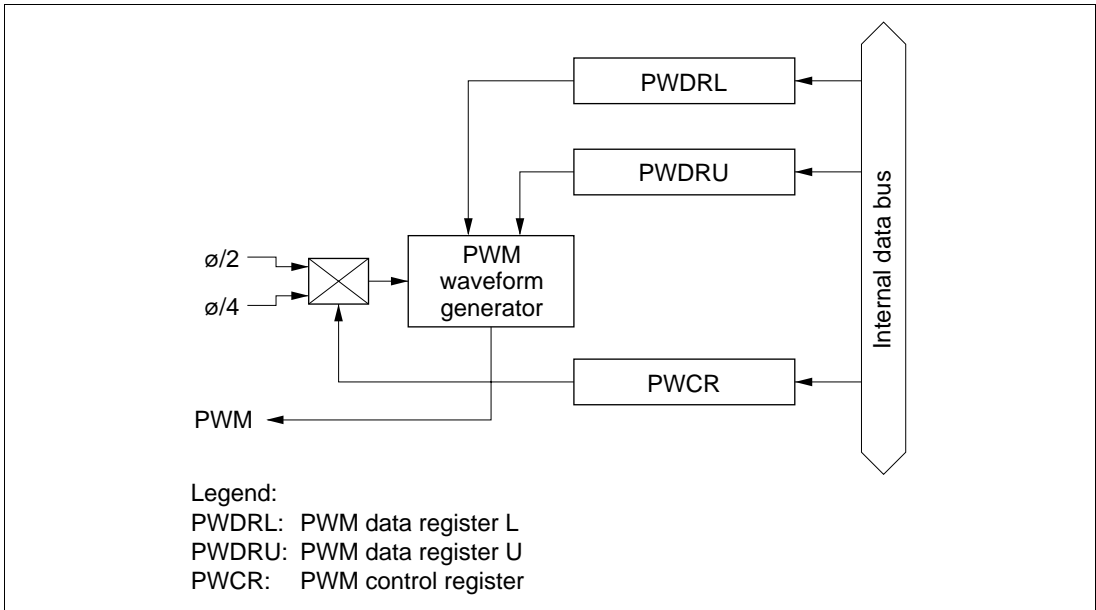 PWDRL
PWDRU
Internal data bus
PWM
waveform
generator
ø/2
ø/4
PWCR
PWM
Legend:
PWDRL: PWM data register L
PWDRU: PWM data register U
PWCR: PWM control register